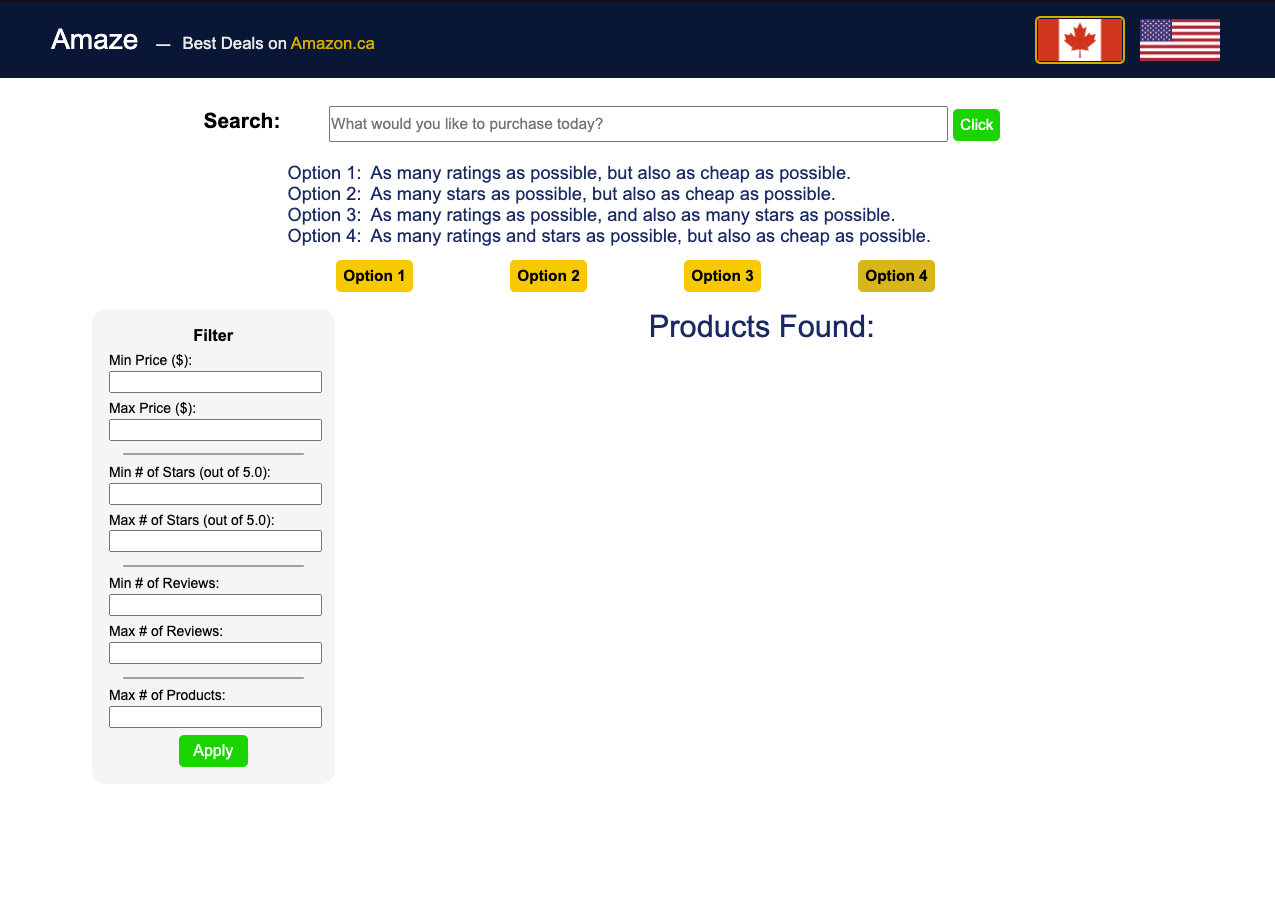 Amaze — Best Deals on Amazon.ca
Search: What would you like to purchase today? Click
Option 1: As many ratings as possible, but also as cheap as possible.
Option 2: As many stars as possible, but also as cheap as possible.
Option 3: As many ratings as possible, and also as many stars as possible.
Option 4: As many ratings and stars as possible, but also as cheap as possible.
Option 1 Option 2 Option 3 Option 4
Products Found:
Filter
Min Price ($):
Max Price ($):
Min # of Stars (out of 5.0):
Max # of Stars (out of 5.0):
Min # of Reviews:
Max # of Reviews:
Max # of Products:
Apply